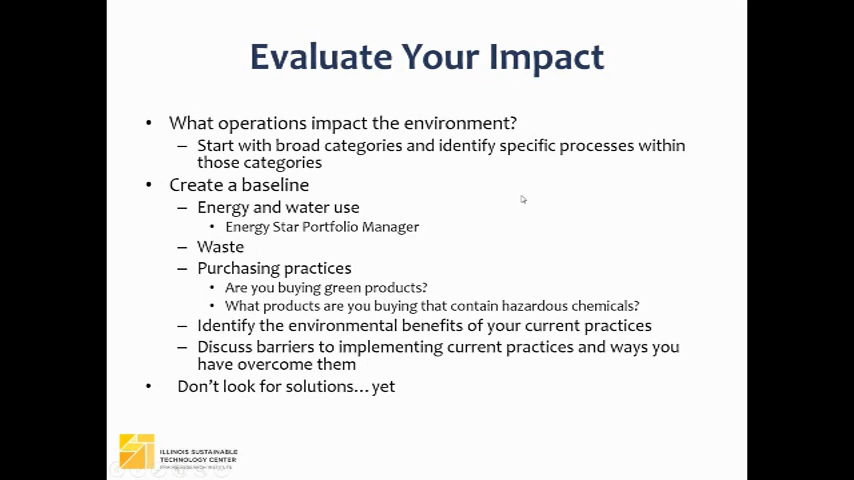 Evaluate Your Impact
• What operations impact the environment?
– Start with broad categories and identify specific processes within
those categories
• Create a baseline
– Energy and water use
• Energy Star Portfolio Manager
– Waste
– Purchasing practices
• Are you buying green products?
• What products are you buying that contain hazardous chemicals?
– Identify the environmental benefits of your current practices
– Discuss barriers to implementing current practices and ways you
have overcome them
• Don't look for solutions...yet
ILLINOIS SUSTAINABLE
TECHNOLOGY CENTER